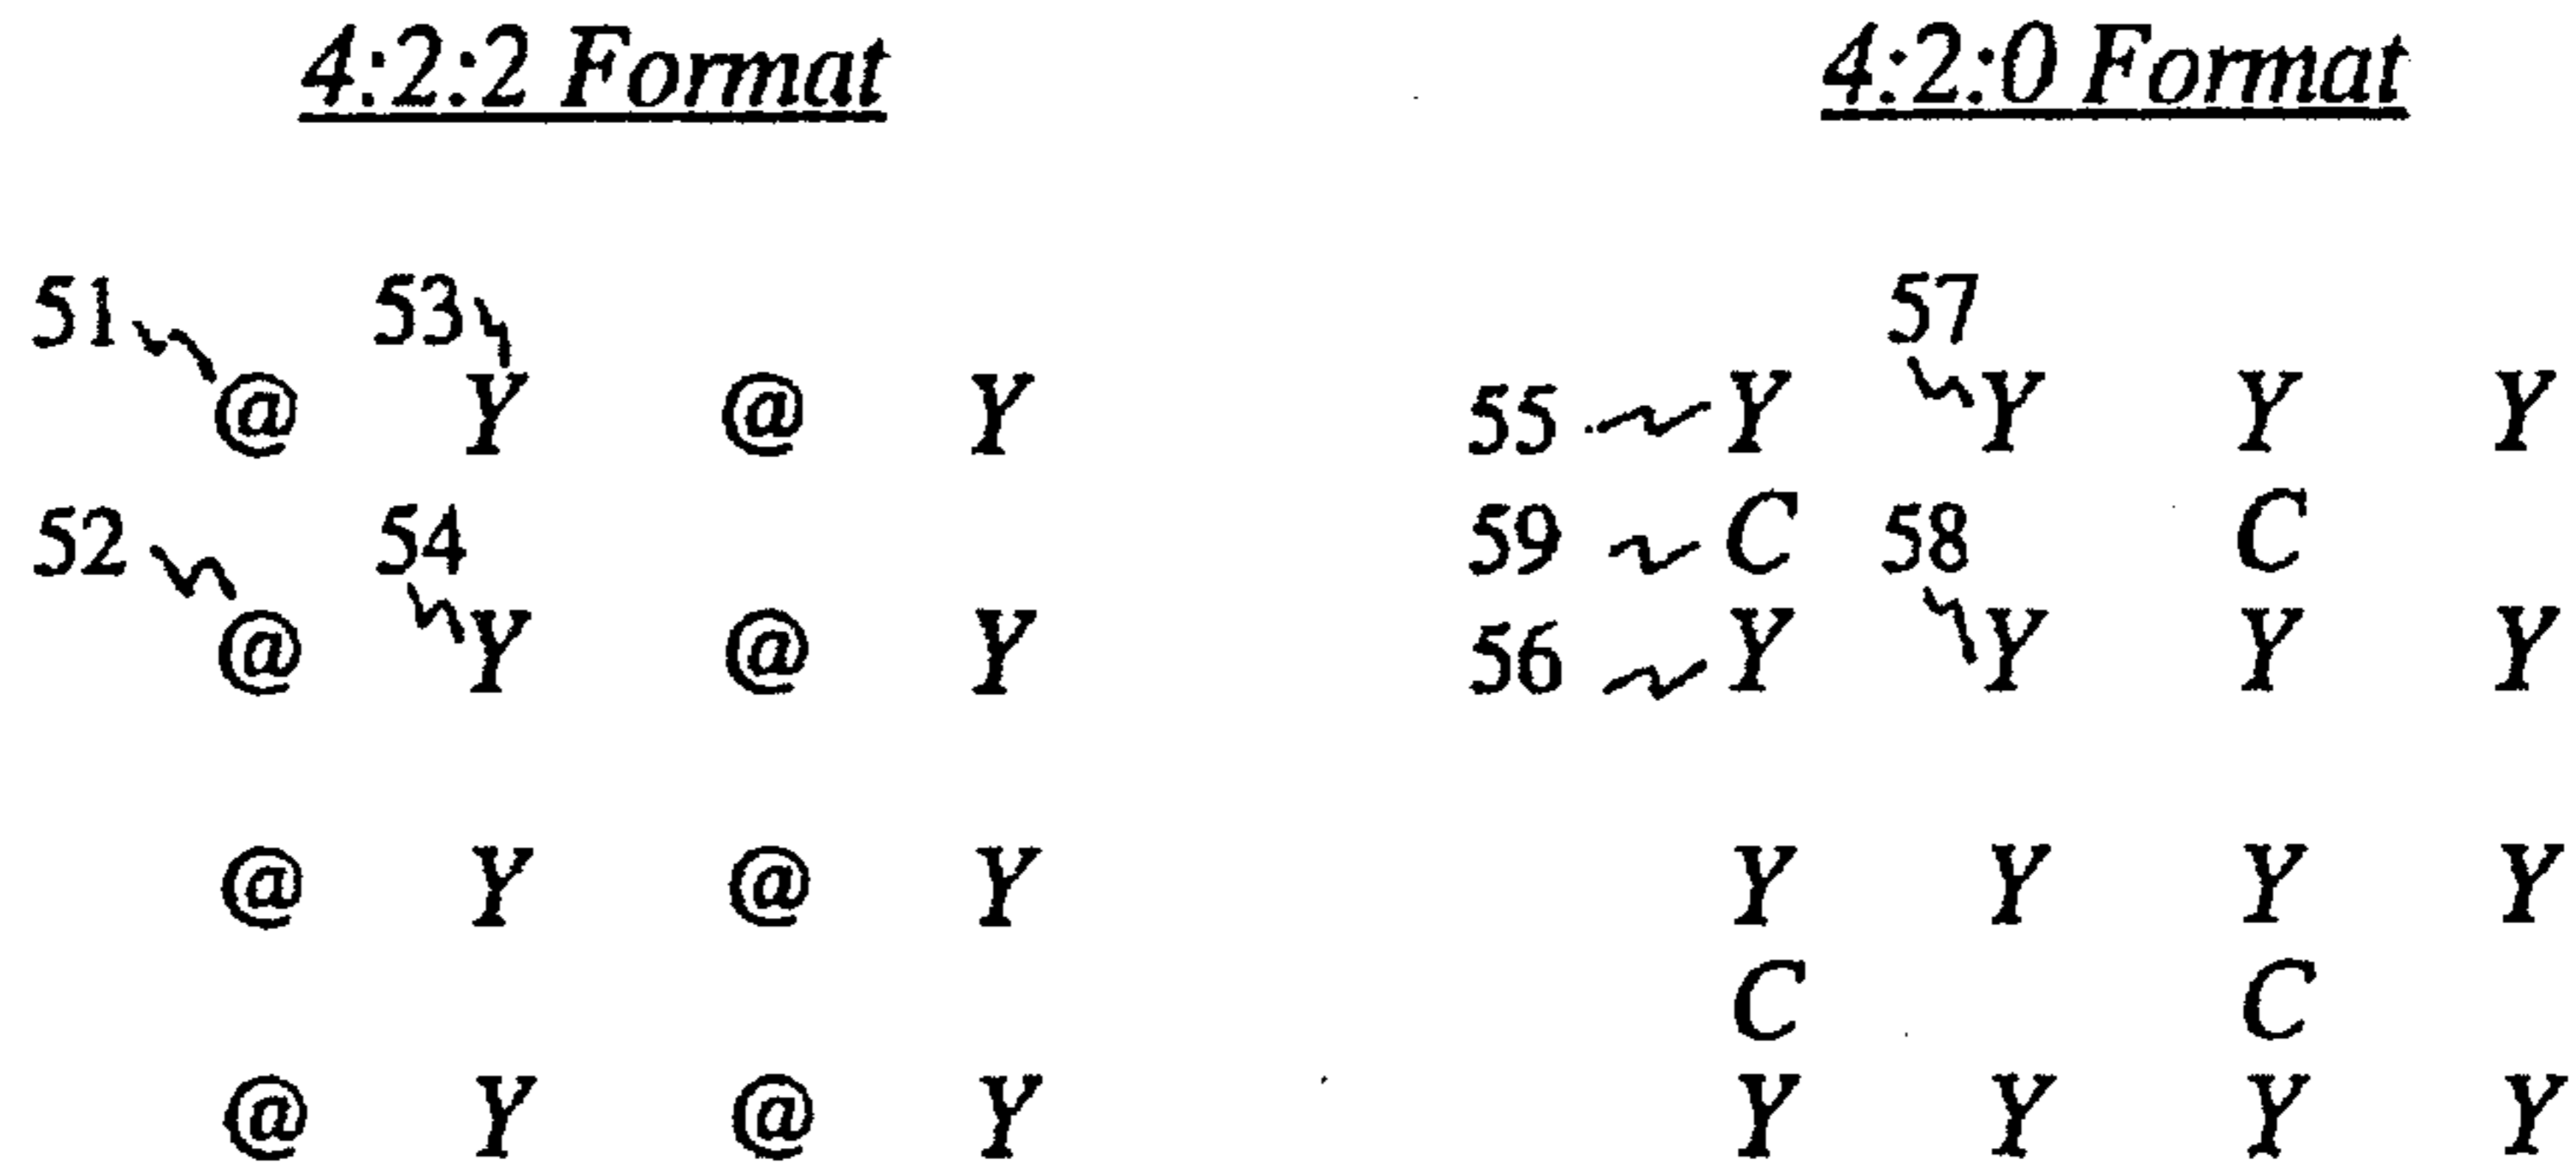 4:2:2 Format
51 53
@ Y @ Y
52 54
@ Y @ Y
@ Y @ Y
@ Y @ Y
4:2:0 Format
57
55 Y Y Y Y
59 C 58 C
56 Y Y Y Y
Y Y Y Y
C C
Y Y Y Y